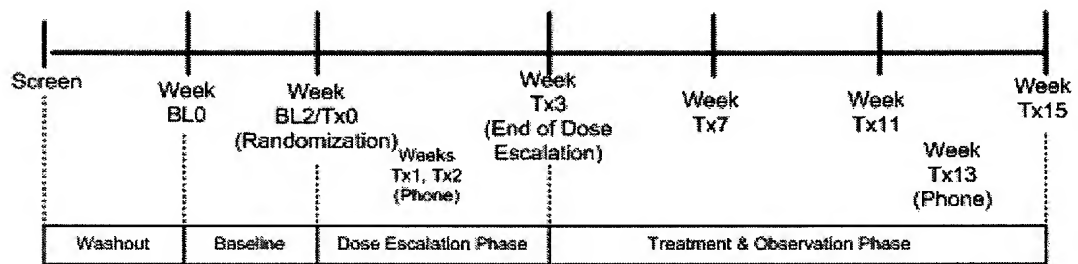 Screen
Week
BL0
Week
BL2/Tx0
(Randomization)
Weeks
Tx1, Tx2
(Phone)
Week
Tx3
(End of Dose
Escalation)
Week
Tx7
Week
Tx11
Week
Tx13
(Phone)
Week
Tx15
Washout
Baseline
Dose Escalation Phase
Treatment & Observation Phase